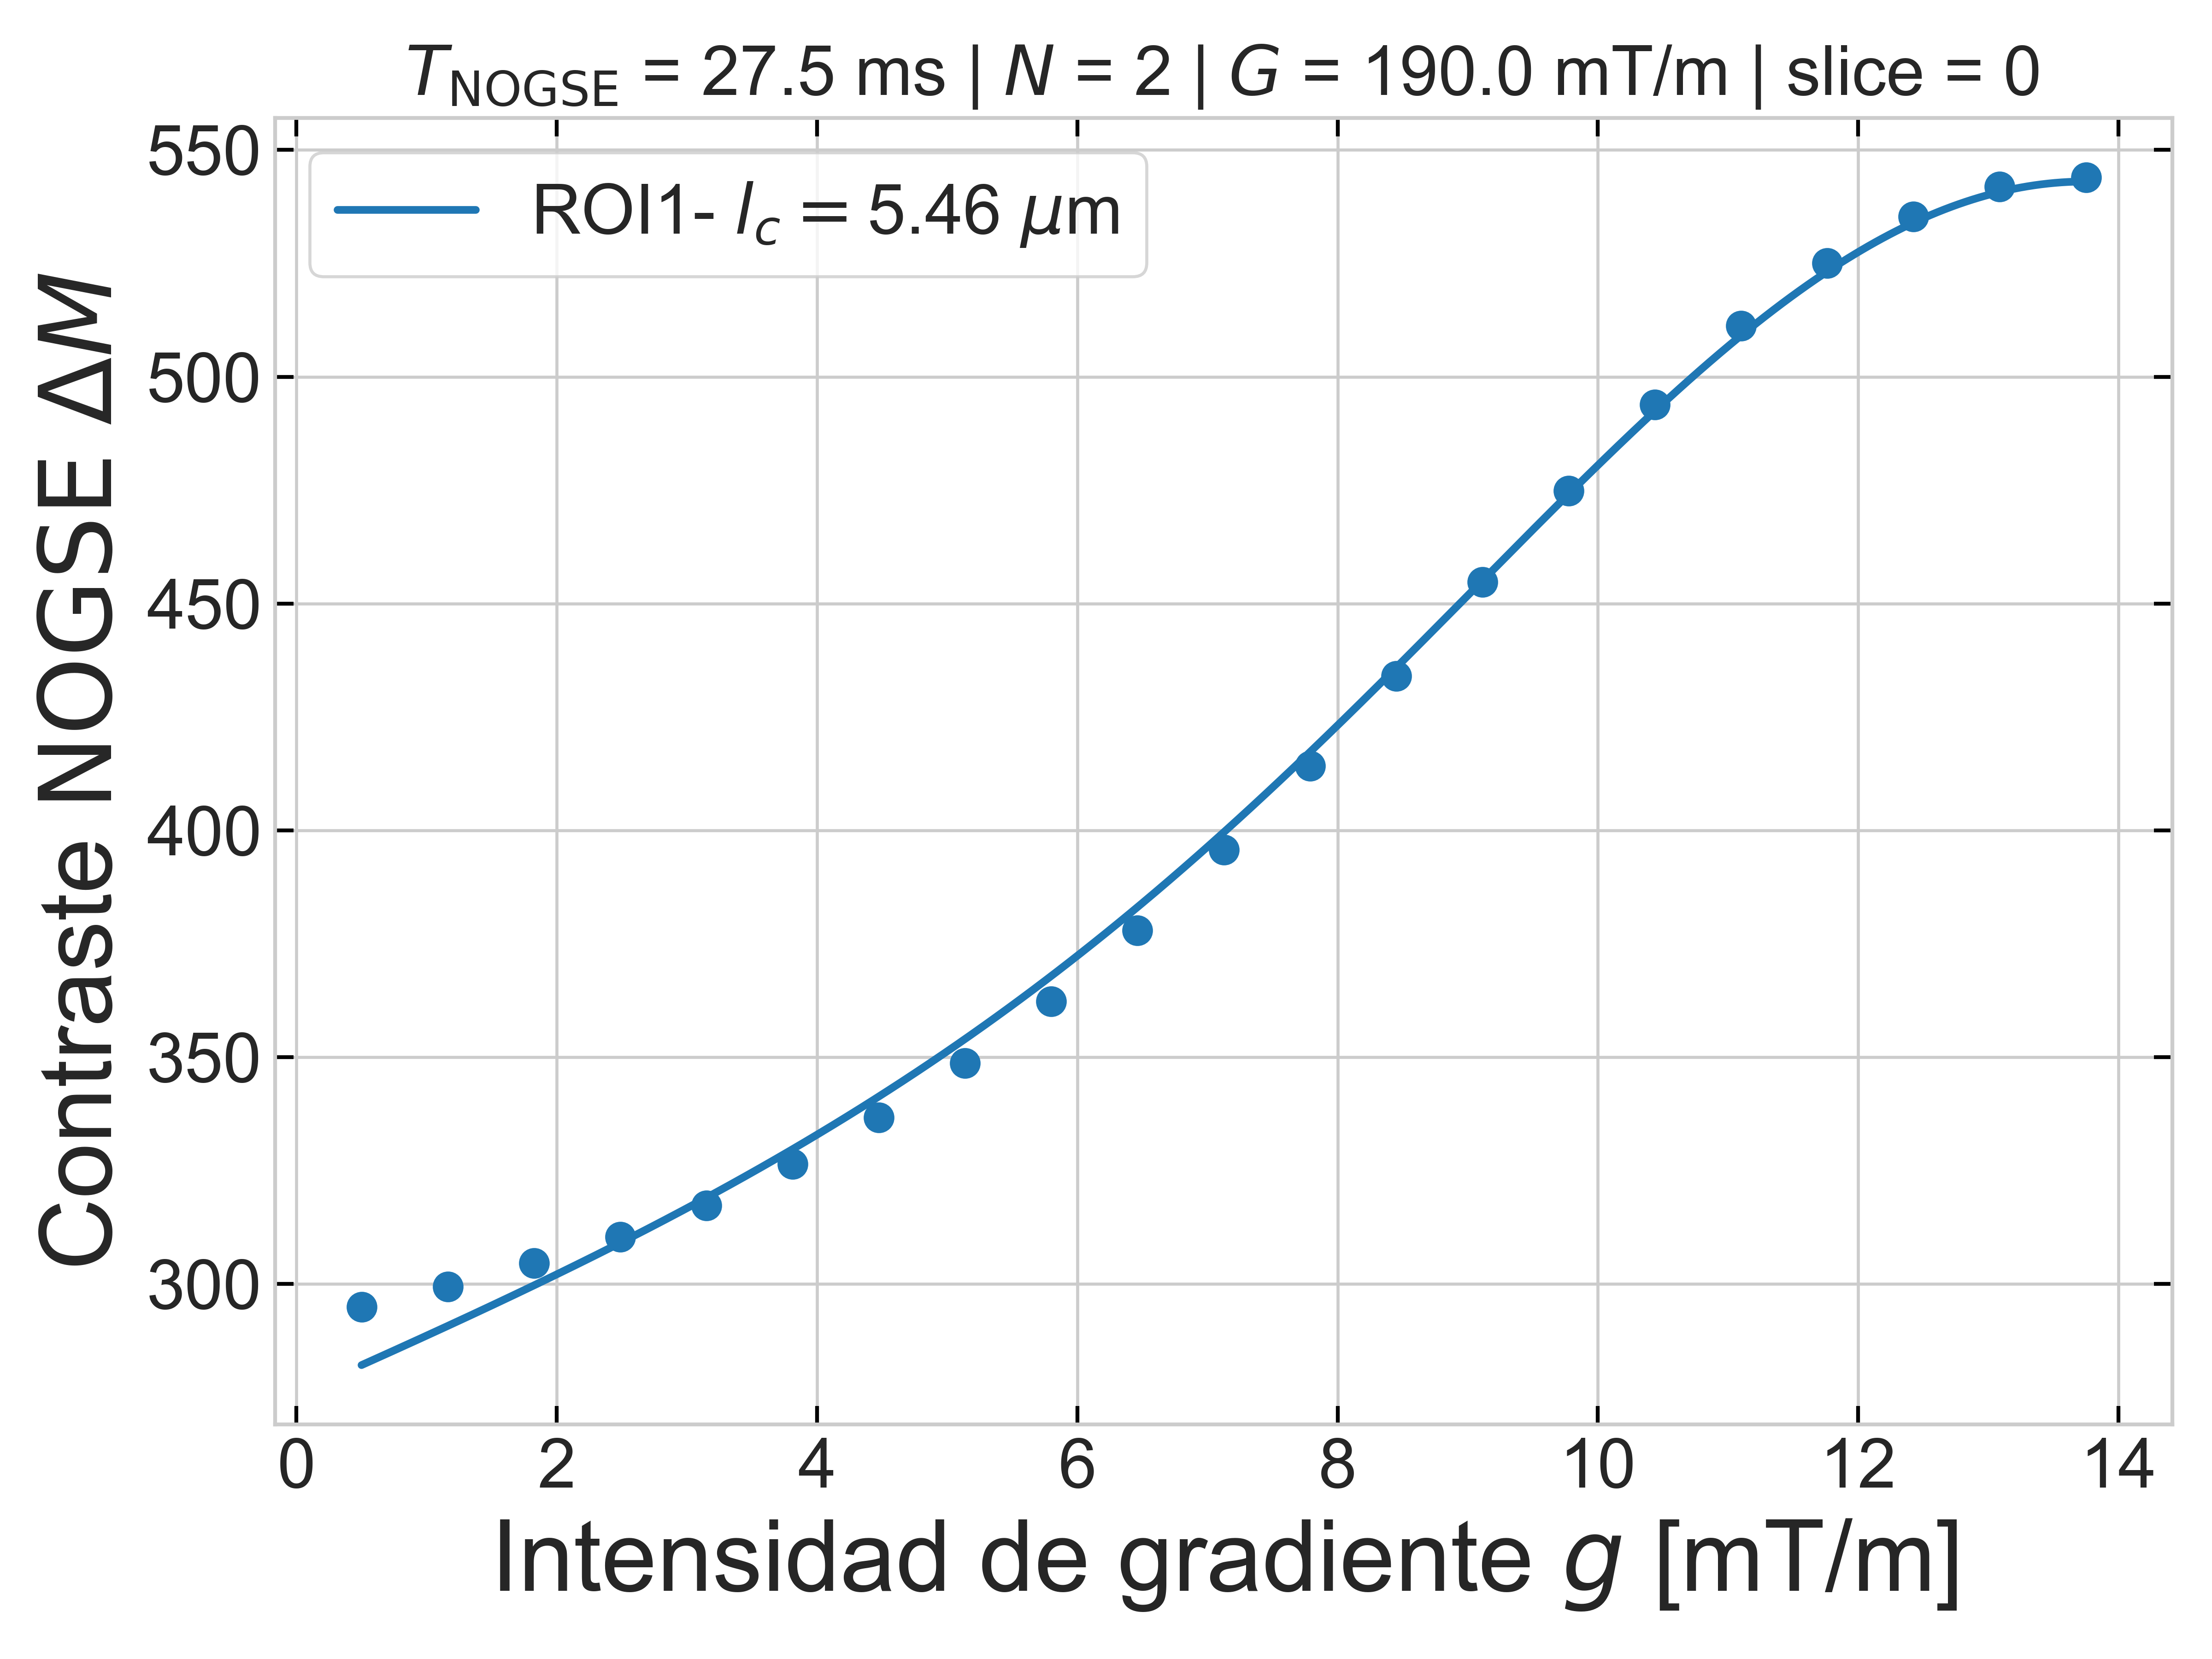 T_NOGSE = 27.5 ms | N = 2 | G = 190.0 mT/m | slice = 0
ROI1- l_c = 5.46 μm
Contraste NOGSE ΔM
550
500
450
400
350
300
0 2 4 6 8 10 12 14
Intensidad de gradiente g [mT/m]